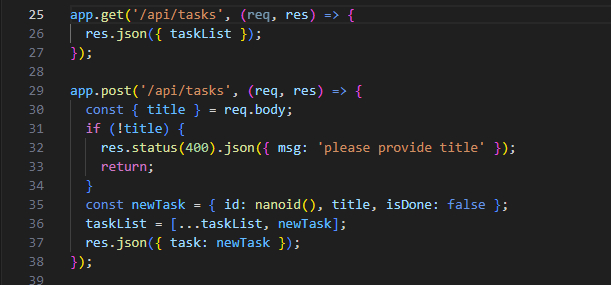 25 app.get('/api/tasks', (req, res) => {
26   res.json({ taskList });
27 });
28
29 app.post('/api/tasks', (req, res) => {
30   const { title } = req.body;
31   if (!title) {
32     res.status(400).json({ msg: 'please provide title' });
33     return;
34   }
35   const newTask = { id: nanoid(), title, isDone: false };
36   taskList = [...taskList, newTask];
37   res.json({ task: newTask });
38 });
39